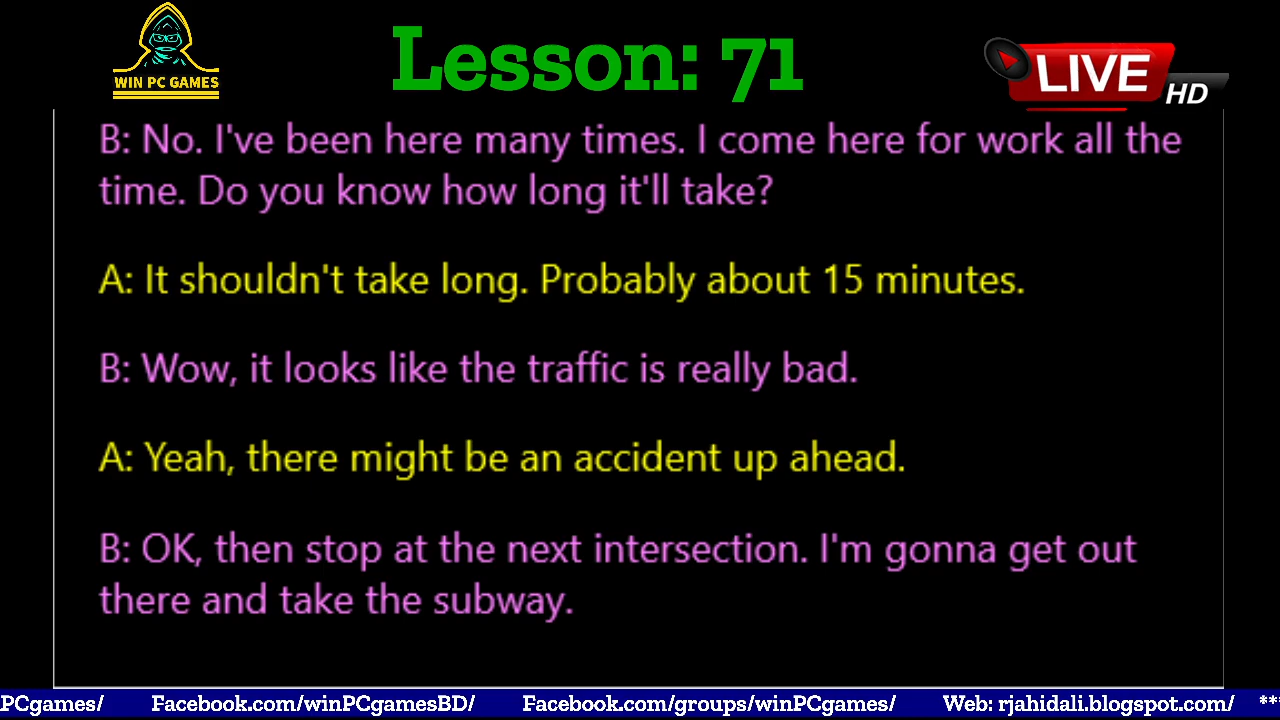 WIN PC GAMES
Lesson: 71
LIVE
HD
B: No. I've been here many times. I come here for work all the
time. Do you know how long it'll take?
A: It shouldn't take long. Probably about 15 minutes.
B: Wow, it looks like the traffic is really bad.
A: Yeah, there might be an accident up ahead.
B: OK, then stop at the next intersection. I'm gonna get out
there and take the subway.
PCgames/ Facebook.com/winPCgamesBD/ Facebook.com/groups/winPCgames/ Web: rjahidali.blogspot.com/ **